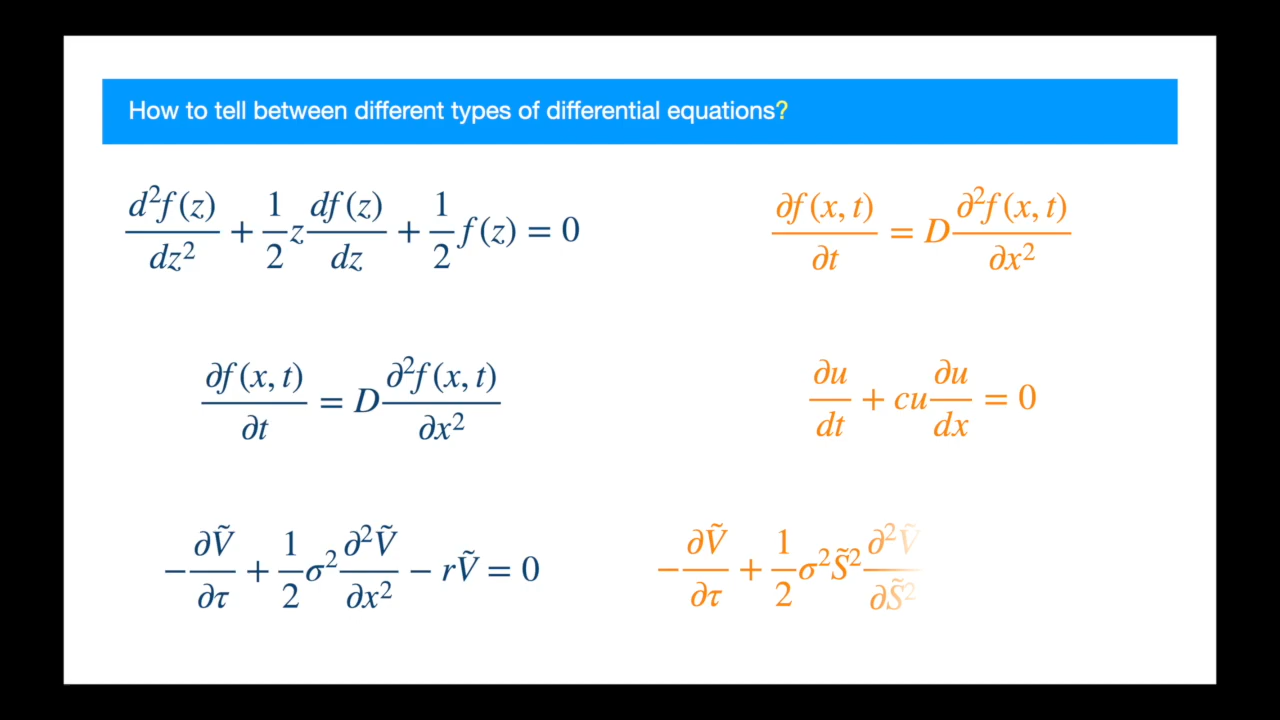 How to tell between different types of differential equations?
d²f(z)/dz² + 1/2 z df(z)/dz + 1/2 f(z) = 0
∂f(x, t)/∂t = D ∂²f(x, t)/∂x²
∂f(x, t)/∂t = D ∂²f(x, t)/∂x²
∂u/dt + cu ∂u/dx = 0
−∂Ṽ/∂τ + 1/2 σ² ∂²Ṽ/∂x² − rṼ = 0
−∂Ṽ/∂τ + 1/2 σ²S̃² ∂²Ṽ/∂S̃²